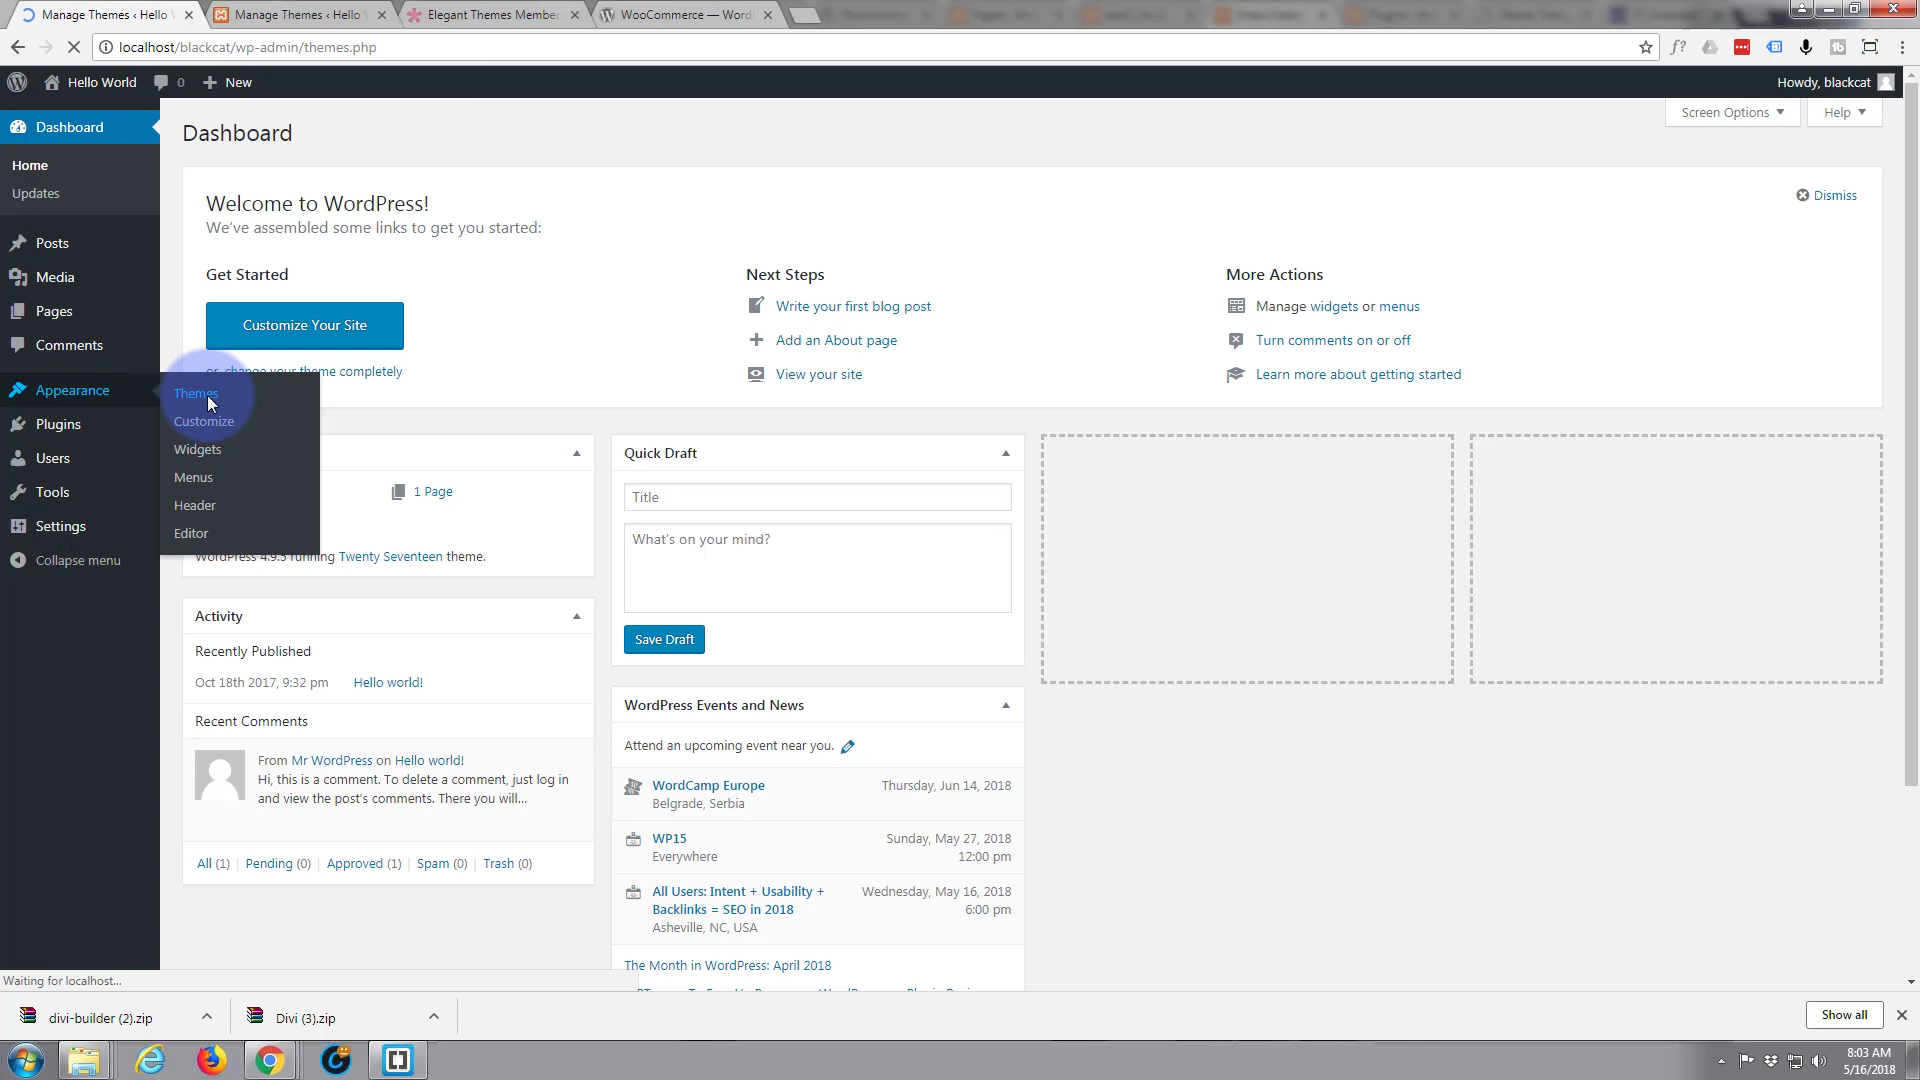 Manage Themes ‹ Hello W
Manage Themes ‹ Hello W
Elegant Themes Member
WooCommerce — Word
localhost/blackcat/wp-admin/themes.php
Hello World
0
New
Howdy, blackcat
Dashboard
Home
Updates
Posts
Media
Pages
Comments
Appearance
Plugins
Users
Tools
Settings
Collapse menu
Themes
Customize
Widgets
Menus
Header
Editor
Dashboard
Screen Options
Help
Welcome to WordPress!
We've assembled some links to get you started:
Dismiss
Get Started
Customize Your Site
or, change your theme completely
Next Steps
Write your first blog post
Add an About page
View your site
More Actions
Manage widgets or menus
Turn comments on or off
Learn more about getting started
1 Page
WordPress 4.9.5 running Twenty Seventeen theme.
Activity
Recently Published
Oct 18th 2017, 9:32 pm Hello world!
Recent Comments
From Mr WordPress on Hello world!
Hi, this is a comment. To delete a comment, just log in
and view the post's comments. There you will...
All (1) | Pending (0) | Approved (1) | Spam (0) | Trash (0)
Quick Draft
Title
What's on your mind?
Save Draft
WordPress Events and News
Attend an upcoming event near you.
WordCamp Europe
Belgrade, Serbia
Thursday, Jun 14, 2018
WP15
Everywhere
Sunday, May 27, 2018
12:00 pm
All Users: Intent + Usability +
Backlinks = SEO in 2018
Asheville, NC, USA
Wednesday, May 16, 2018
6:00 pm
The Month in WordPress: April 2018
Waiting for localhost...
divi-builder (2).zip
Divi (3).zip
Show all
8:03 AM
5/16/2018